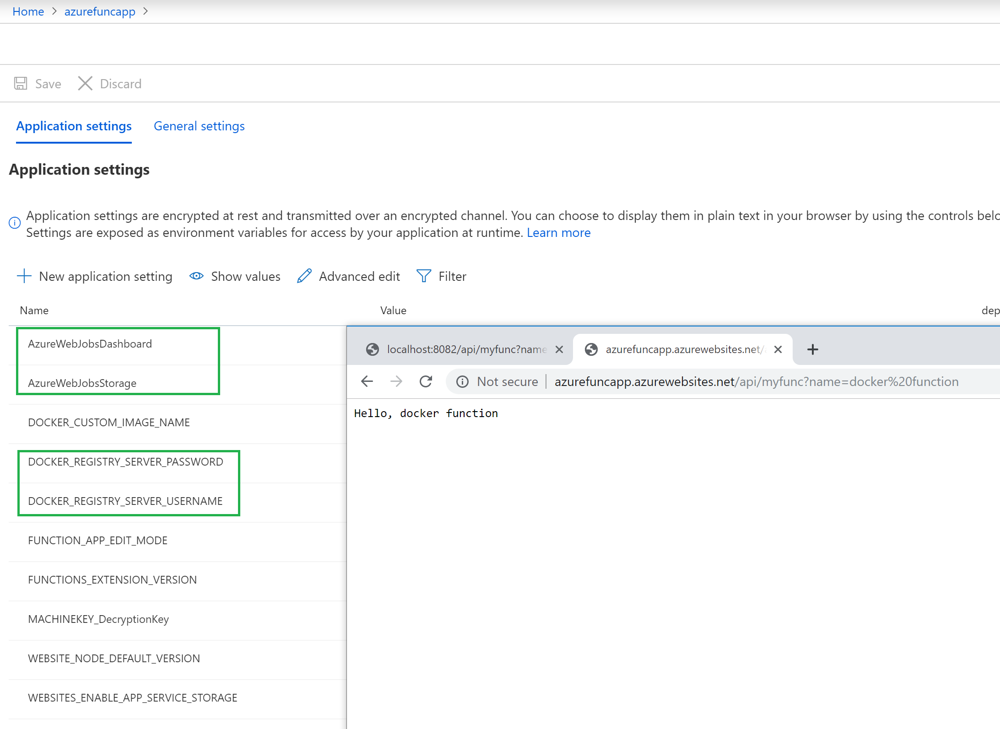 Home > azurefuncapp >
Save Discard
Application settings General settings
Application settings
Application settings are encrypted at rest and transmitted over an encrypted channel. You can choose to display them in plain text in your browser by using the controls belo
Settings are exposed as environment variables for access by your application at runtime. Learn more
New application setting Show values Advanced edit Filter
Name Value dep
AzureWebJobsDashboard
AzureWebJobsStorage
DOCKER_CUSTOM_IMAGE_NAME
DOCKER_REGISTRY_SERVER_PASSWORD
DOCKER_REGISTRY_SERVER_USERNAME
FUNCTION_APP_EDIT_MODE
FUNCTIONS_EXTENSION_VERSION
MACHINEKEY_DecryptionKey
WEBSITE_NODE_DEFAULT_VERSION
WEBSITES_ENABLE_APP_SERVICE_STORAGE
localhost:8082/api/myfunc?name azurefuncapp.azurewebsites.net/
Not secure azurefuncapp.azurewebsites.net/api/myfunc?name=docker%20function
Hello, docker function